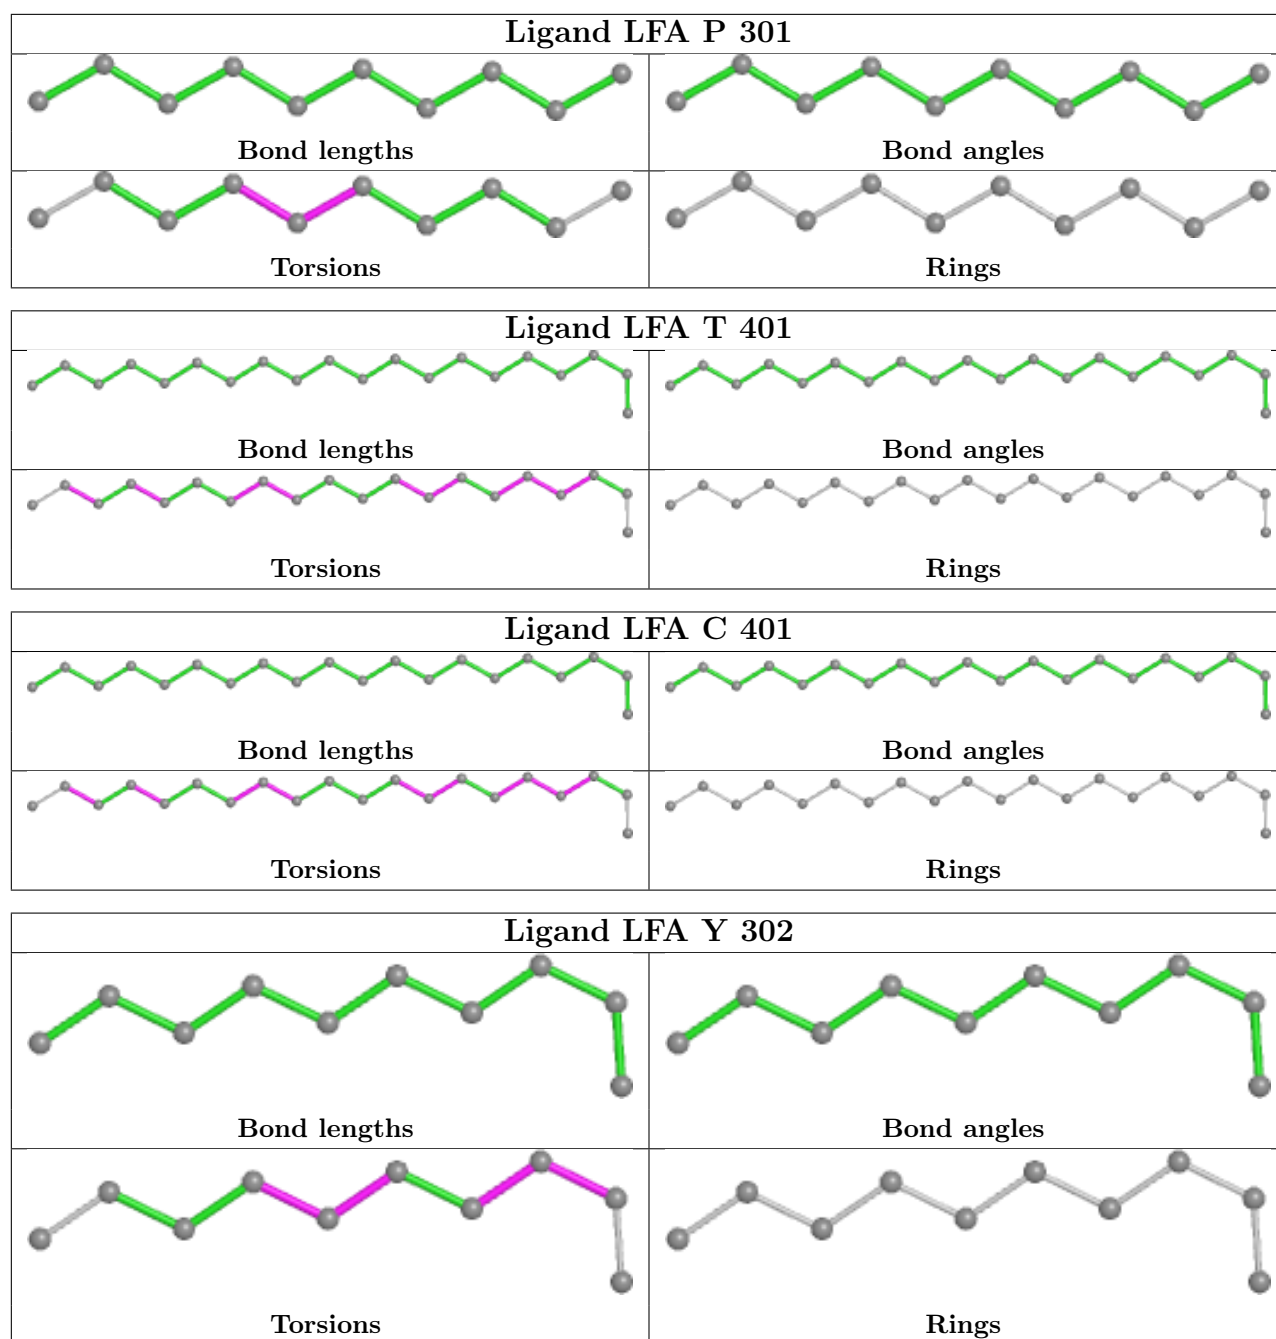 Ligand LFA P 301
Bond lengths Bond angles
Torsions Rings
Ligand LFA T 401
Bond lengths Bond angles
Torsions Rings
Ligand LFA C 401
Bond lengths Bond angles
Torsions Rings
Ligand LFA Y 302
Bond lengths Bond angles
Torsions Rings